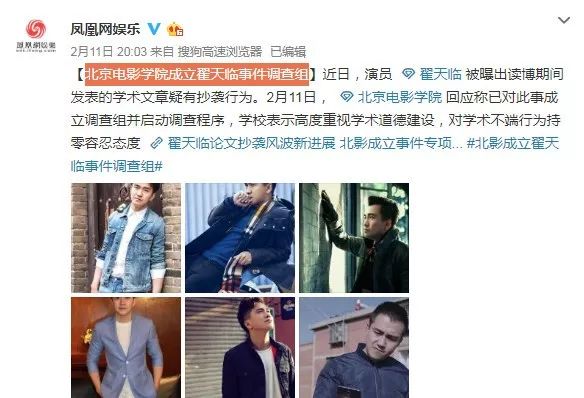 凤凰网娱乐
凤凰网娱乐
2月11日 20:03 来自 搜狗高速浏览器 已编辑
【北京电影学院成立翟天临事件调查组】近日，演员 翟天临 被曝出读博期间
发表的学术文章疑有抄袭行为。2月11日， 北京电影学院 回应称已对此事成
立调查组并启动调查程序，学校表示高度重视学术道德建设，对学术不端行为持
零容忍态度 翟天临论文抄袭风波新进展 北影成立事件专项... #北影成立翟天
临事件调查组#